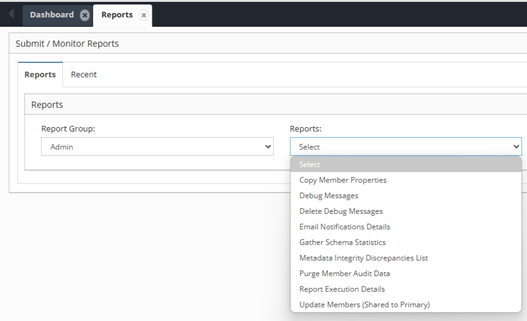 Dashboard Reports
Submit / Monitor Reports
Reports Recent
Reports
Report Group: Reports:
Admin Select
Select
Copy Member Properties
Debug Messages
Delete Debug Messages
Email Notifications Details
Gather Schema Statistics
Metadata Integrity Discrepancies List
Purge Member Audit Data
Report Execution Details
Update Members (Shared to Primary)